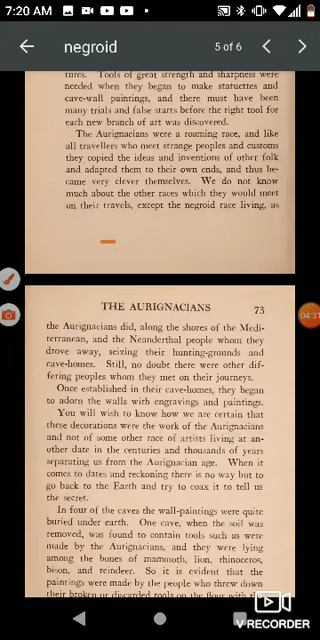 7:20 AM
negroid
5 of 6
tures. Tools of great strength and sharpness were
needed when they began to make statuettes and
cave-wall paintings, and there must have been
many trials and false starts before the right tool for
each new branch of art was discovered.
The Aurignacians were a roaming race, and like
all travellers who meet strange peoples and customs
they copied the ideas and inventions of other folk
and adapted them to their own ends, and thus be
came very clever themselves. We do not know
much about the other races which they would meet
on their travels, except the negroid race living, as
04:31
THE AURIGNACIANS 73
the Aurignacians did, along the shores of the Medi-
terranean, and the Neanderthal people whom they
drove away, seizing their hunting-grounds and
cave-homes. Still, no doubt there were other dif-
fering peoples whom they met on their journeys.
Once established in their cave-homes, they began
to adorn the walls with engravings and paintings.
You will wish to know how we are certain that
these decorations were the work of the Aurignacians
and not of some other race of artists living at an-
other date in the centuries and thousands of years
separating us from the Aurignacian age. When it
comes to dates and reckoning there is no way but to
go back to the Earth and try to coax it to tell us
the secret.
In four of the caves the wall-paintings were quite
buried under earth. One cave, when the soil was
removed, was found to contain tools such as were
made by the Aurignacians, and they were lying
among the bones of mammoth, lion, rhinoceros,
bison, and reindeer. So it is evident that the
paintings were made by the people who threw down
their broken or discarded tools on the floor with
V RECORDER